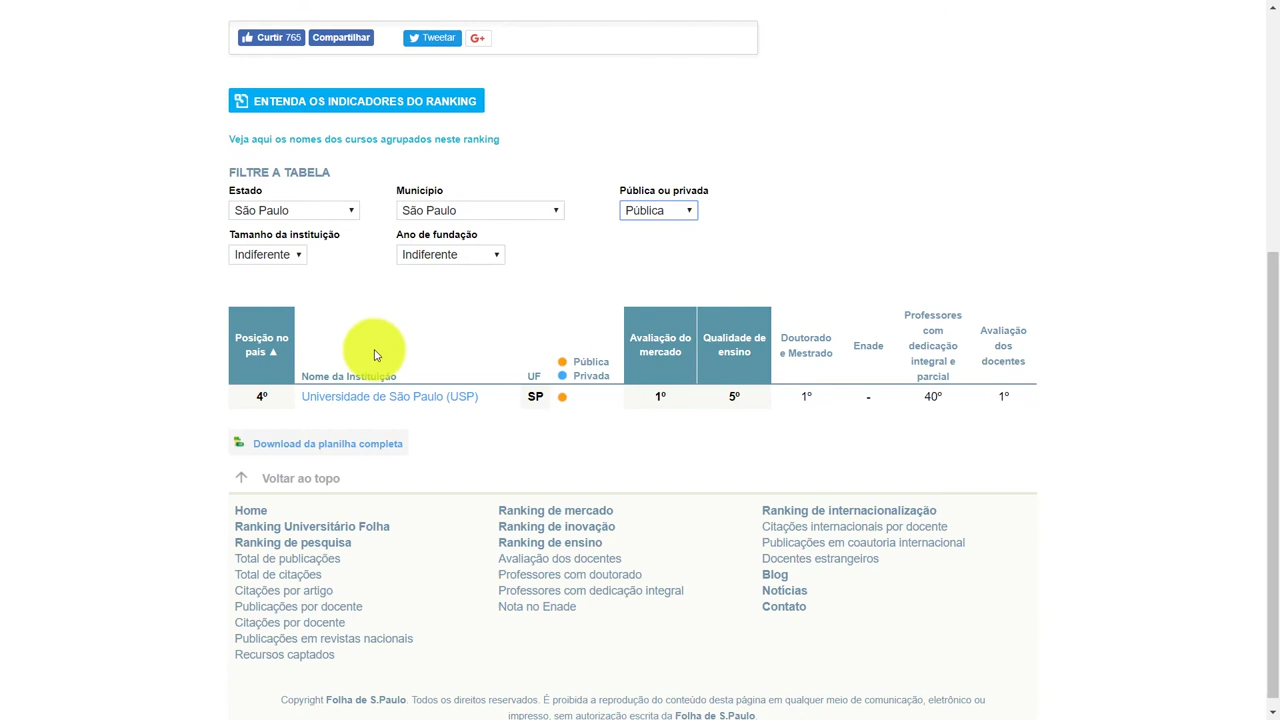 Curtir 765 Compartilhar Tweetar G+
ENTENDA OS INDICADORES DO RANKING
Veja aqui os nomes dos cursos agrupados neste ranking
FILTRE A TABELA
Estado Município Pública ou privada
São Paulo São Paulo Pública
Tamanho da instituição Ano de fundação
Indiferente Indiferente
Posição no país ▲ Nome da Instituição UF Pública Privada Avaliação do mercado Qualidade de ensino Doutorado e Mestrado Enade Professores com dedicação integral e parcial Avaliação dos docentes
4º Universidade de São Paulo (USP) SP 1º 5º 1º - 40º 1º
Download da planilha completa
Voltar ao topo
Home Ranking de mercado Ranking de internacionalização
Ranking Universitário Folha Ranking de inovação Citações internacionais por docente
Ranking de pesquisa Ranking de ensino Publicações em coautoria internacional
Total de publicações Avaliação dos docentes Docentes estrangeiros
Total de citações Professores com doutorado Blog
Citações por artigo Professores com dedicação integral Notícias
Publicações por docente Nota no Enade Contato
Citações por docente
Publicações em revistas nacionais
Recursos captados
Copyright Folha de S.Paulo. Todos os direitos reservados. É proibida a reprodução do conteúdo desta página em qualquer meio de comunicação, eletrônico ou
impresso, sem autorização escrita da Folha de S.Paulo.